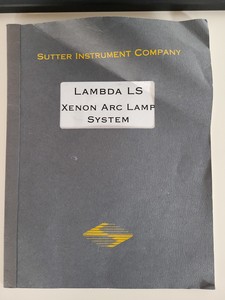 SUTTER INSTRUMENT COMPANY
LAMBDA LS
XENON ARC LAMP
SYSTEM